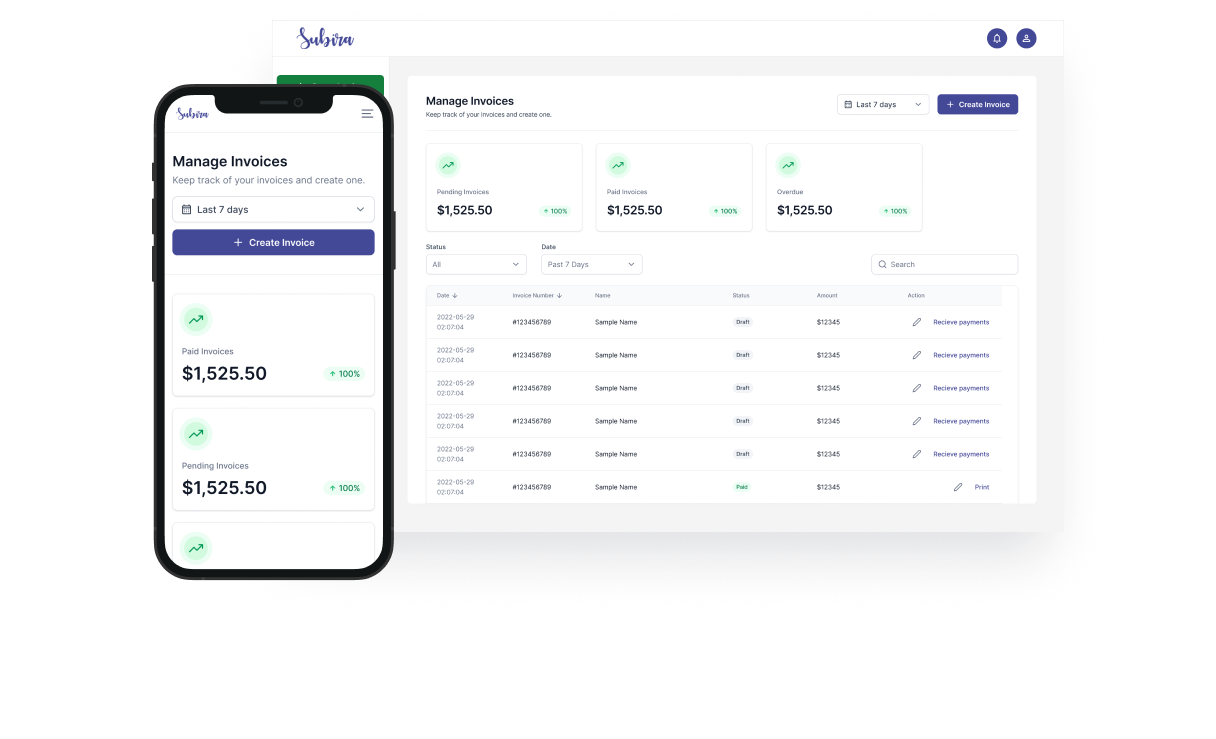 Subira
Manage Invoices
Keep track of your invoices and create one.
Last 7 days
Create Invoice
Pending Invoices
$1,525.50
100%
Paid Invoices
$1,525.50
100%
Overdue
$1,525.50
100%
Status
All
Date
Past 7 Days
Search
Date Invoice Number Name Status Amount Action
2022-05-29
02:07:04
#123456789 Sample Name Draft $12345 Recieve payments
2022-05-29
02:07:04
#123456789 Sample Name Draft $12345 Recieve payments
2022-05-29
02:07:04
#123456789 Sample Name Draft $12345 Recieve payments
2022-05-29
02:07:04
#123456789 Sample Name Draft $12345 Recieve payments
2022-05-29
02:07:04
#123456789 Sample Name Draft $12345 Recieve payments
2022-05-29
02:07:04
#123456789 Sample Name Paid $12345 Print
Subira
Manage Invoices
Keep track of your invoices and create one.
Last 7 days
Create Invoice
Paid Invoices
$1,525.50
100%
Pending Invoices
$1,525.50
100%